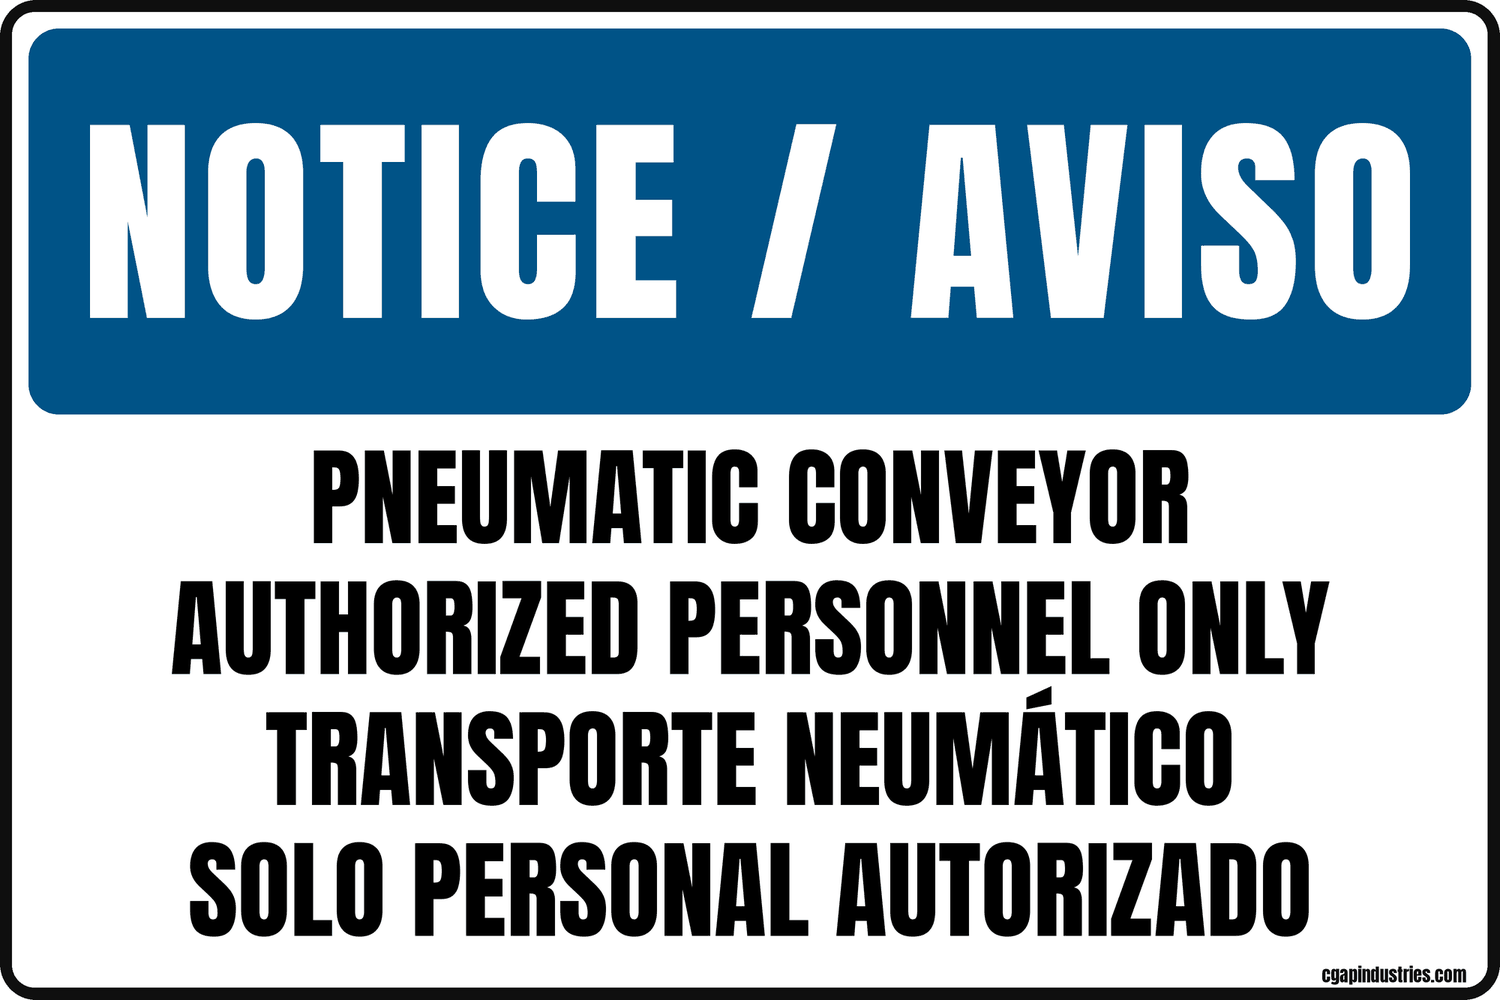 NOTICE / AVISO
PNEUMATIC CONVEYOR
AUTHORIZED PERSONNEL ONLY
TRANSPORTE NEUMÁTICO
SOLO PERSONAL AUTORIZADO
cgapindustries.com